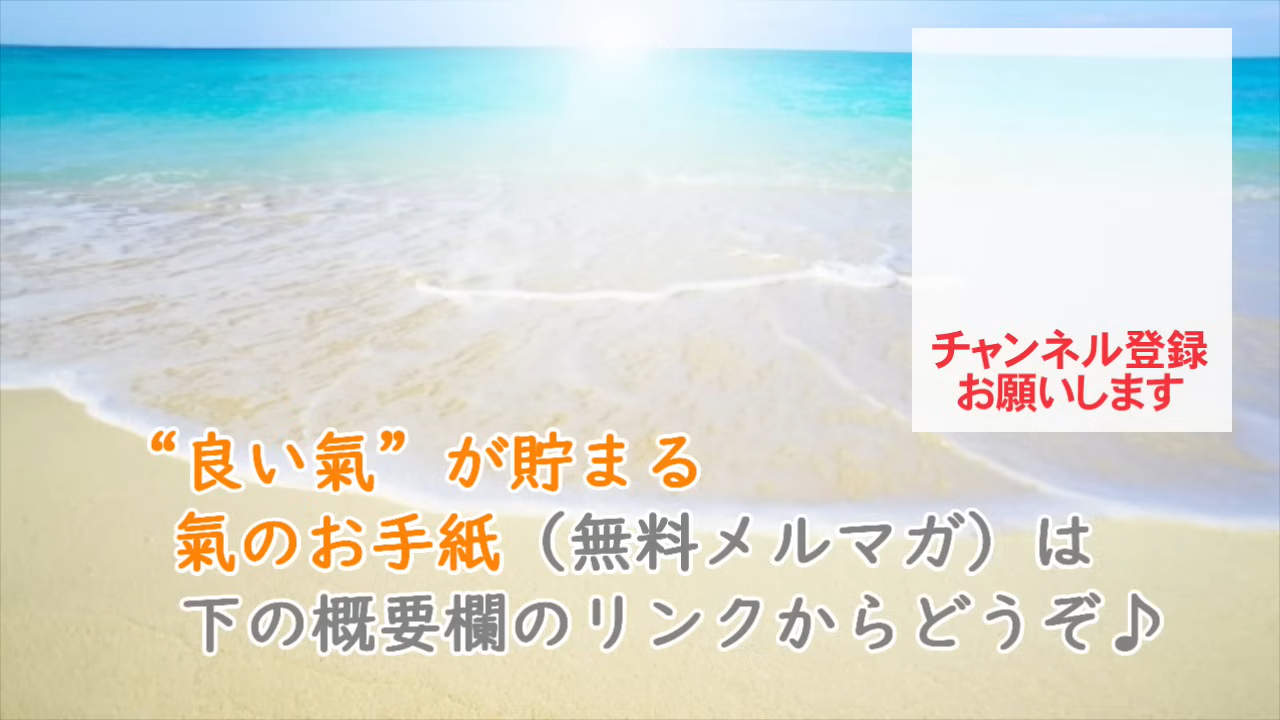 チャンネル登録
お願いします
“良い氣”が貯まる
氣のお手紙（無料メルマガ）は
下の概要欄のリンクからどうぞ♪